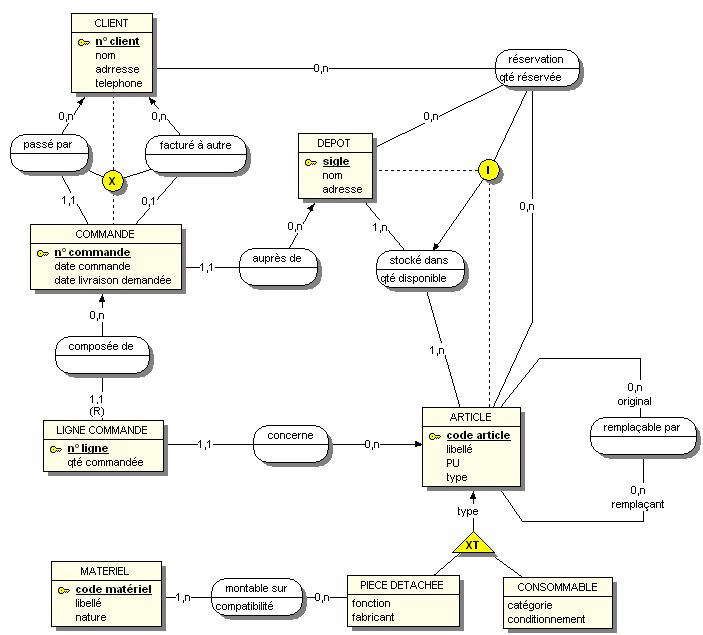 CLIENT
n° client
nom
adrresse
telephone
0,n
réservation
qté réservée
0,n
0,n
0,n
passé par
facturé à autre
DEPOT
sigle
nom
adresse
X
I
1,1
0,1
0,n
COMMANDE
n° commande
date commande
date livraison demandée
0,n
1,n
1,1
auprès de
stocké dans
qté disponible
0,n
composée de
1,n
1,1
(R)
0,n
original
LIGNE COMMANDE
n° ligne
qté commandée
1,1
concerne
0,n
ARTICLE
code article
libellé
PU
type
remplaçable par
0,n
remplaçant
type
XT
MATERIEL
code matériel
libellé
nature
1,n
montable sur
compatibilité
0,n
PIECE DETACHEE
fonction
fabricant
CONSOMMABLE
catégorie
conditionnement